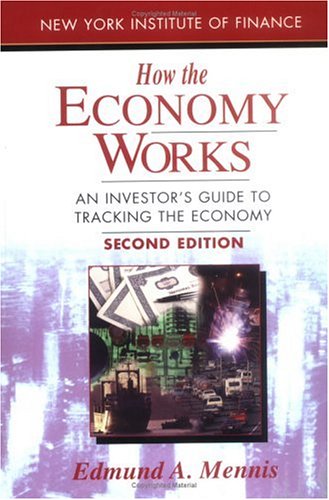 NEW YORK INSTITUTE OF FINANCE
How the
ECONOMY
WORKS
AN INVESTOR'S GUIDE TO
TRACKING THE ECONOMY
SECOND EDITION
Edmund A. Mennis